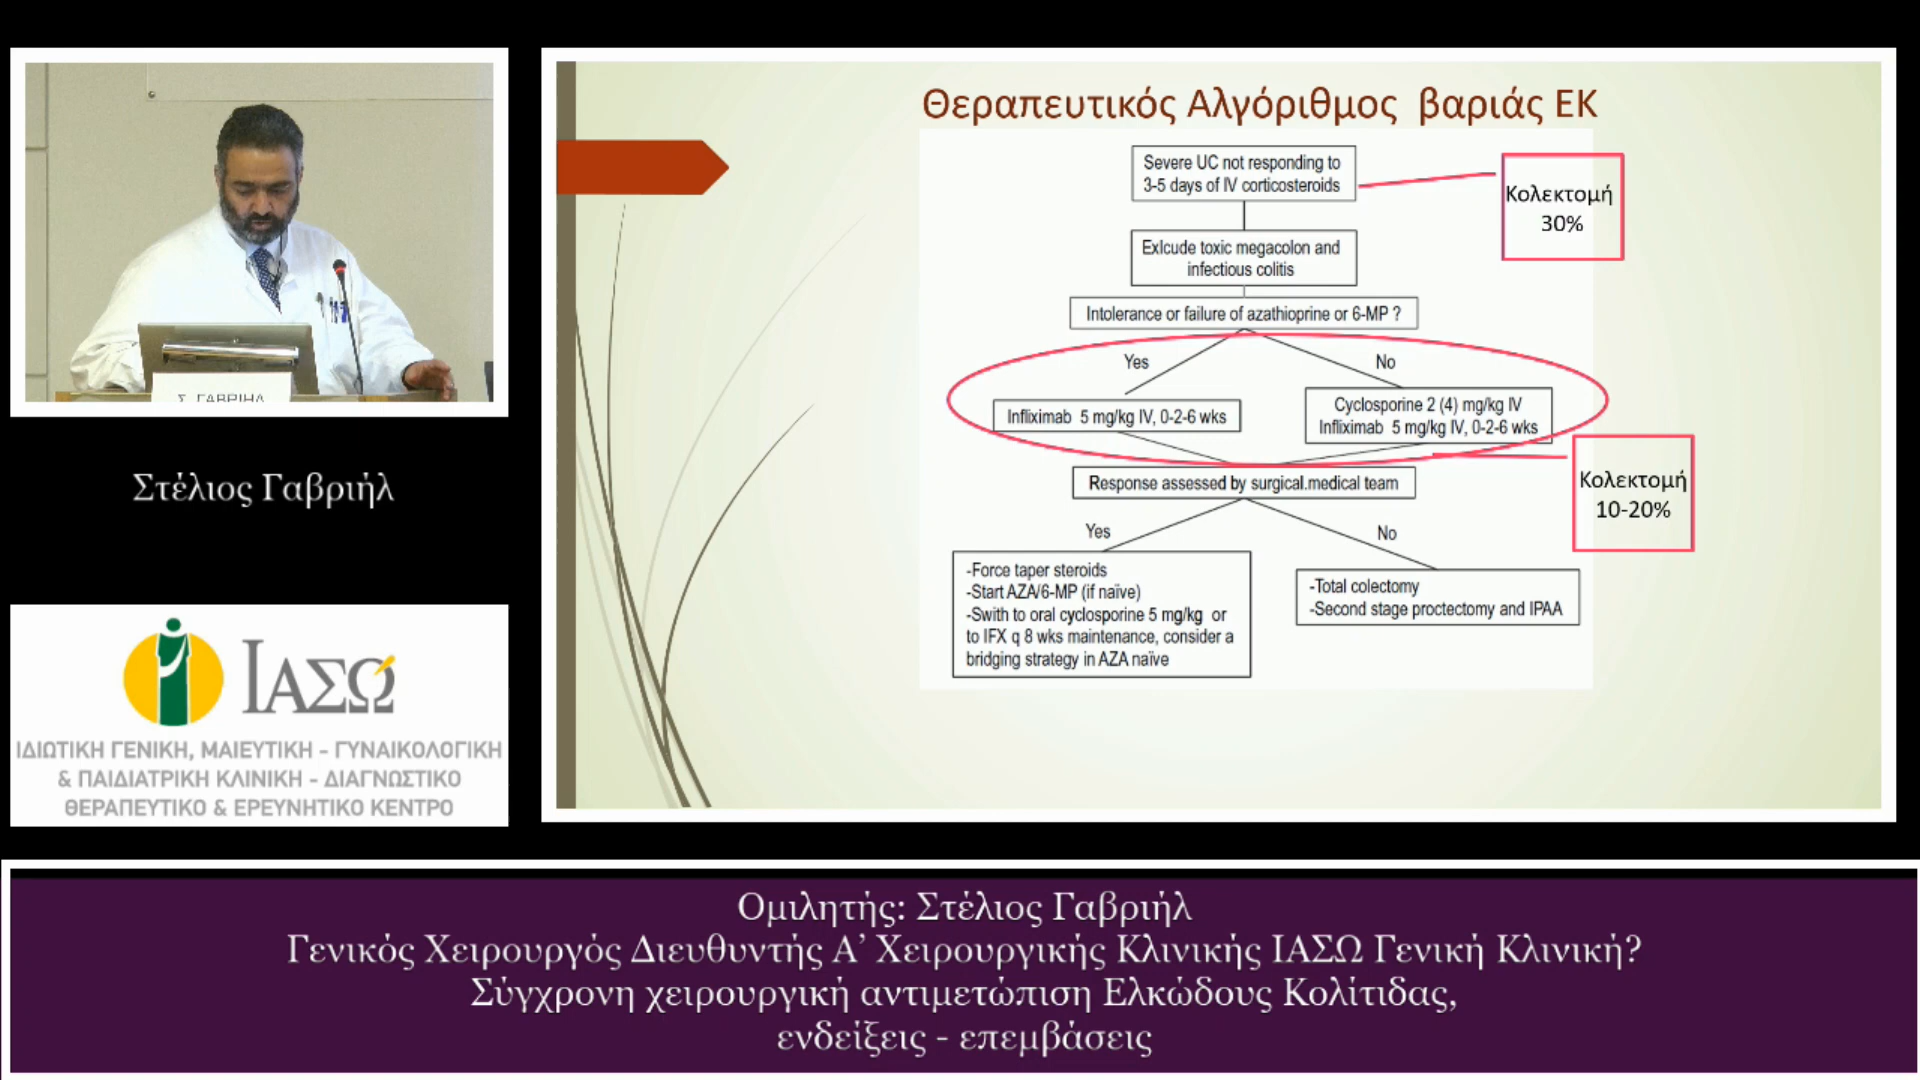 Θεραπευτικός Αλγόριθμος βαριάς ΕΚ
Severe UC not responding to
3-5 days of IV corticosteroids
Κολεκτομή
30%
Exlcude toxic megacolon and
infectious colitis
Intolerance or failure of azathioprine or 6-MP ?
Yes
No
Infliximab 5 mg/kg IV, 0-2-6 wks
Cyclosporine 2 (4) mg/kg IV
Infliximab 5 mg/kg IV, 0-2-6 wks
Κολεκτομή
10-20%
Response assessed by surgical.medical team
Yes
No
-Force taper steroids
-Start AZA/6-MP (if naïve)
-Swith to oral cyclosporine 5 mg/kg or
to IFX q 8 wks maintenance, consider a
bridging strategy in AZA naïve
-Total colectomy
-Second stage proctectomy and IPAA
Σ. ΓΑΒΡΙΗΛ
Στέλιος Γαβριήλ
ΙΑΣΩ
ΙΔΙΩΤΙΚΗ ΓΕΝΙΚΗ, ΜΑΙΕΥΤΙΚΗ - ΓΥΝΑΙΚΟΛΟΓΙΚΗ
& ΠΑΙΔΙΑΤΡΙΚΗ ΚΛΙΝΙΚΗ - ΔΙΑΓΝΩΣΤΙΚΟ
ΘΕΡΑΠΕΥΤΙΚΟ & ΕΡΕΥΝΗΤΙΚΟ ΚΕΝΤΡΟ
Ομιλητής: Στέλιος Γαβριήλ
Γενικός Χειρουργός Διευθυντής Α’ Χειρουργικής Κλινικής ΙΑΣΩ Γενική Κλινική?
Σύγχρονη χειρουργική αντιμετώπιση Ελκώδους Κολίτιδας,
ενδείξεις - επεμβάσεις